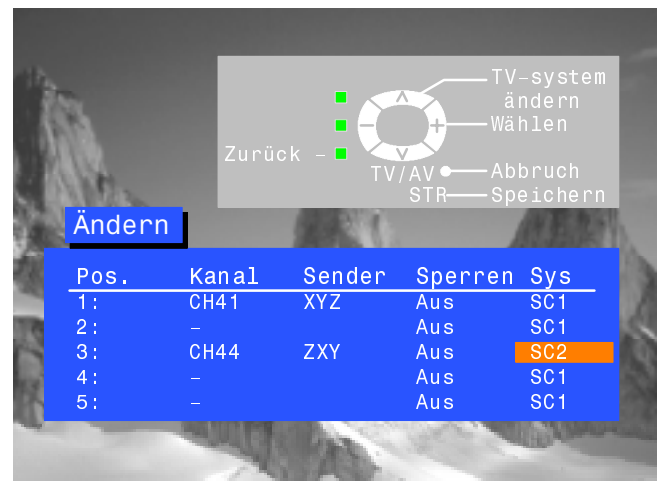 TV-system
ändern
Wählen
Zurück –
TV/AV Abbruch
STR Speichern
Ändern
Pos. Kanal Sender Sperren Sys
1: CH41 XYZ Aus SC1
2: – Aus SC1
3: CH44 ZXY Aus SC2
4: – Aus SC1
5: – Aus SC1